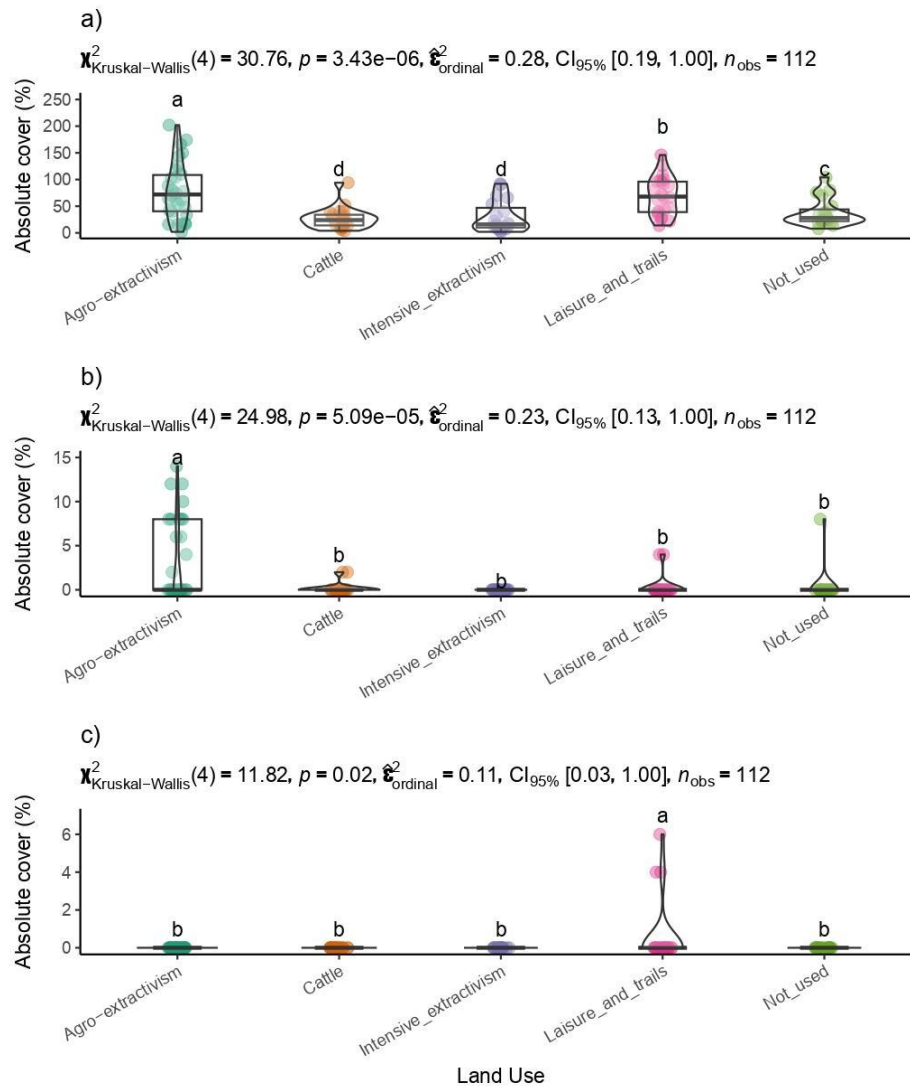 a)
χ²Kruskal−Wallis(4) = 30.76, p = 3.43e−06, ε̂²ordinal = 0.28, CI95% [0.19, 1.00], nobs = 112
Absolute cover (%)
250
200
150
100
50
0
a
d
d
b
c
Agro−extractivism
Cattle
Intensive_extractivism
Laisure_and_trails
Not_used
b)
χ²Kruskal−Wallis(4) = 24.98, p = 5.09e−05, ε̂²ordinal = 0.23, CI95% [0.13, 1.00], nobs = 112
Absolute cover (%)
15
10
5
0
a
b
b
b
b
Agro−extractivism
Cattle
Intensive_extractivism
Laisure_and_trails
Not_used
c)
χ²Kruskal−Wallis(4) = 11.82, p = 0.02, ε̂²ordinal = 0.11, CI95% [0.03, 1.00], nobs = 112
Absolute cover (%)
6
4
2
0
b
b
b
a
b
Agro−extractivism
Cattle
Intensive_extractivism
Laisure_and_trails
Not_used
Land Use